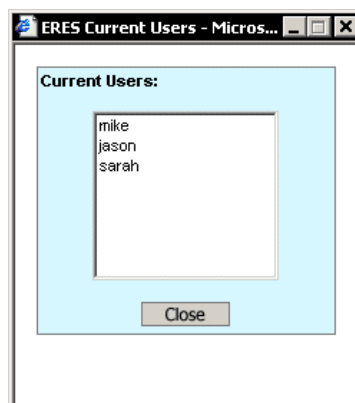 ERES Current Users - Micros...
Current Users:
mike
jason
sarah
Close